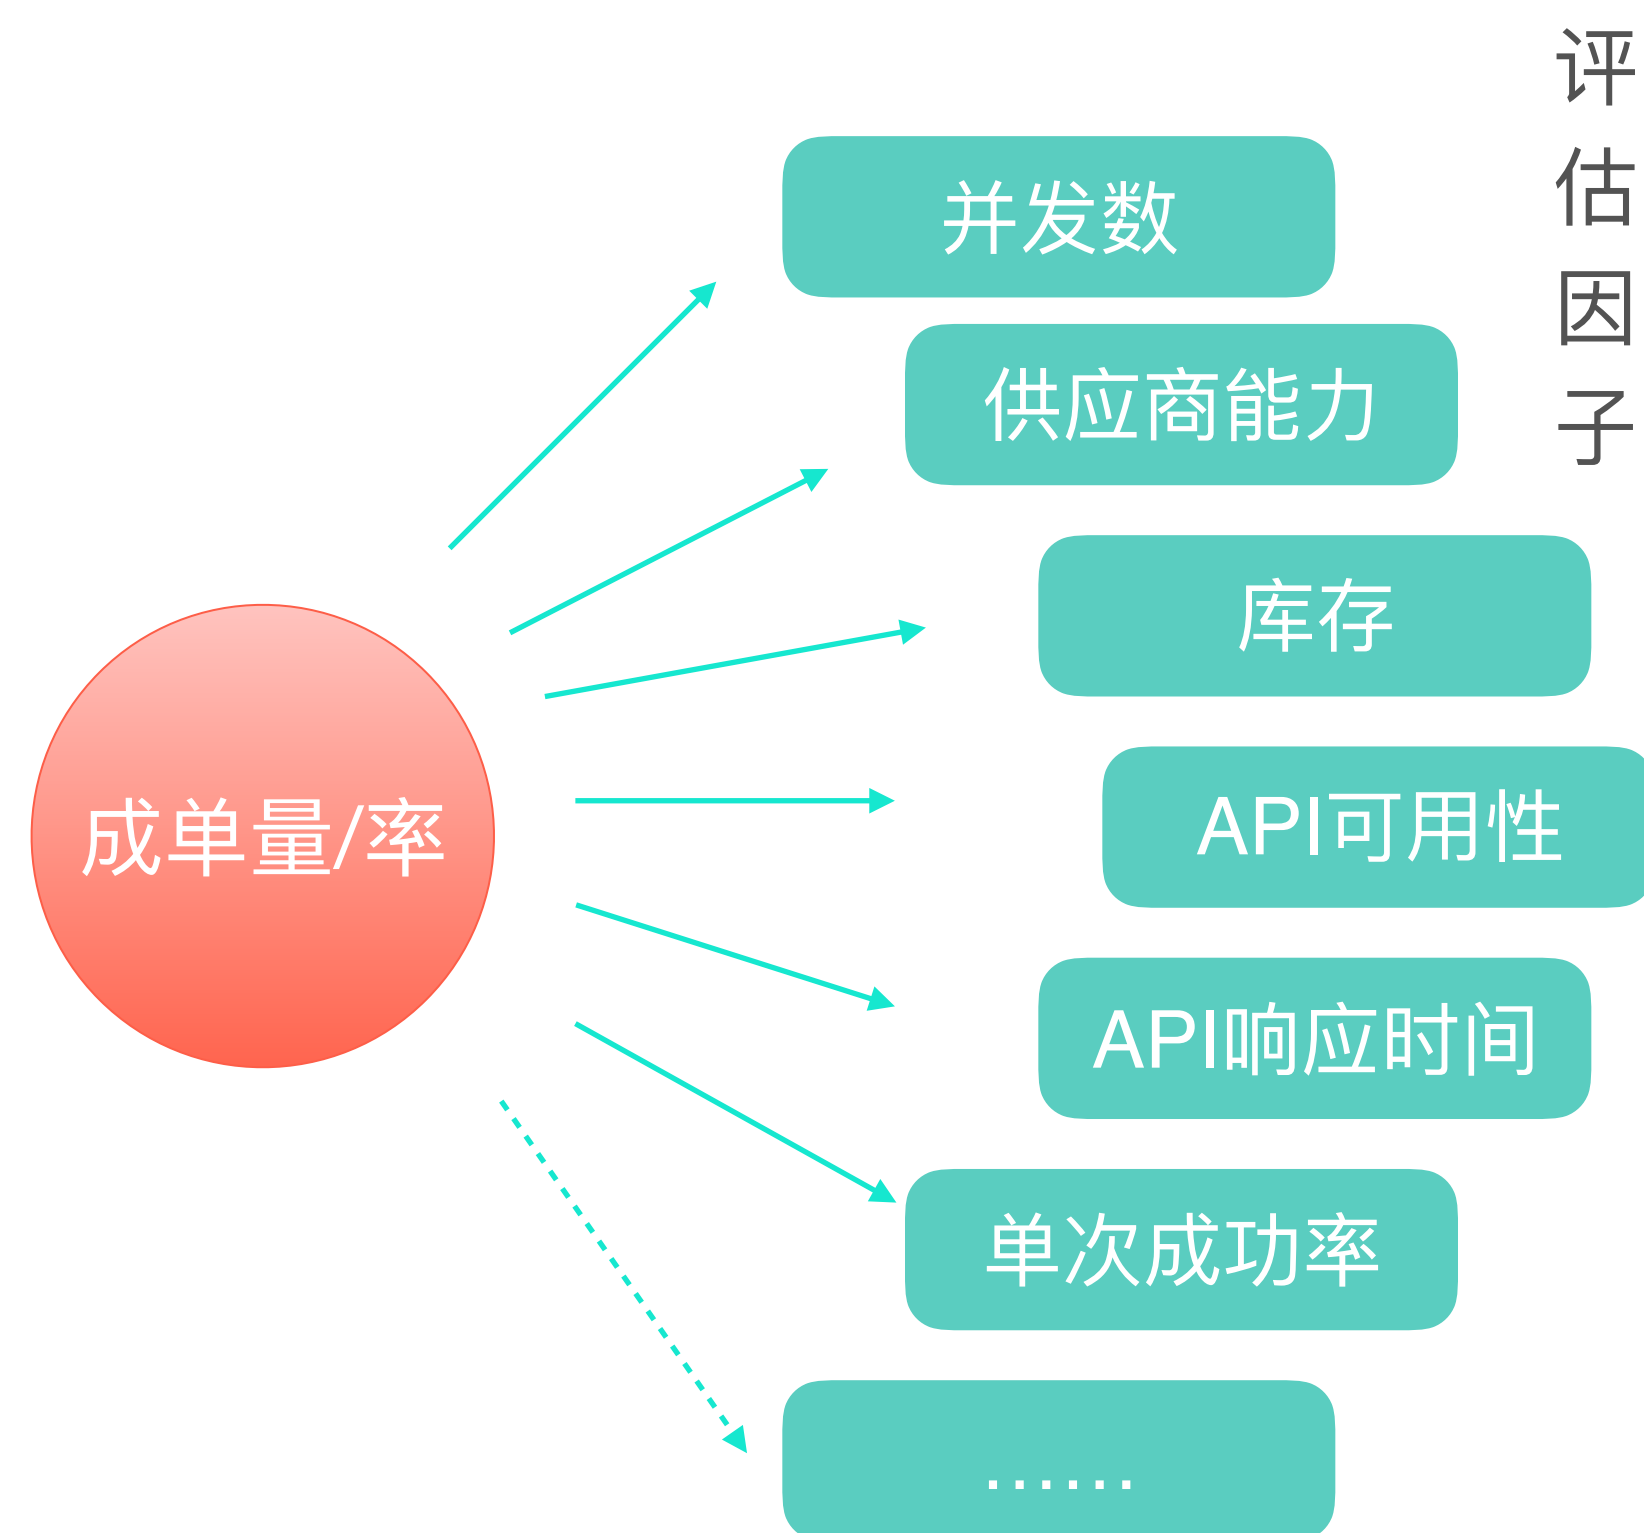 评估因子
并发数
供应商能力
库存
成单量/率
API可用性
API响应时间
单次成功率
......